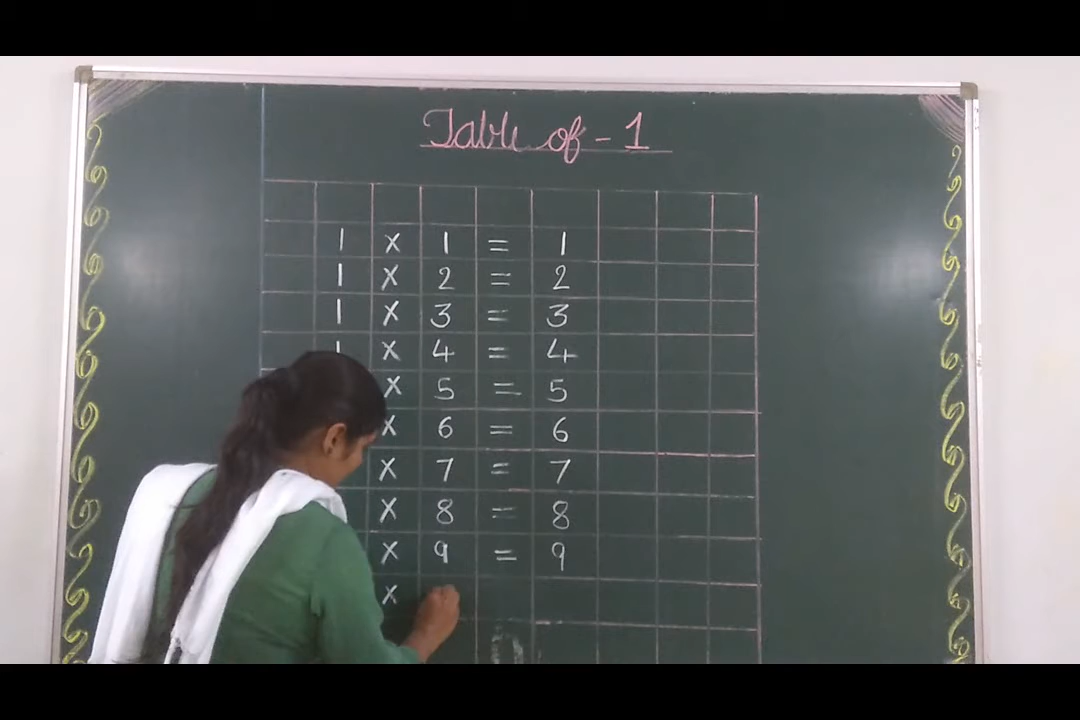 Table of - 1
1 × 1 = 1
1 × 2 = 2
1 × 3 = 3
1 × 4 = 4
× 5 = 5
× 6 = 6
× 7 = 7
× 8 = 8
× 9 = 9
×